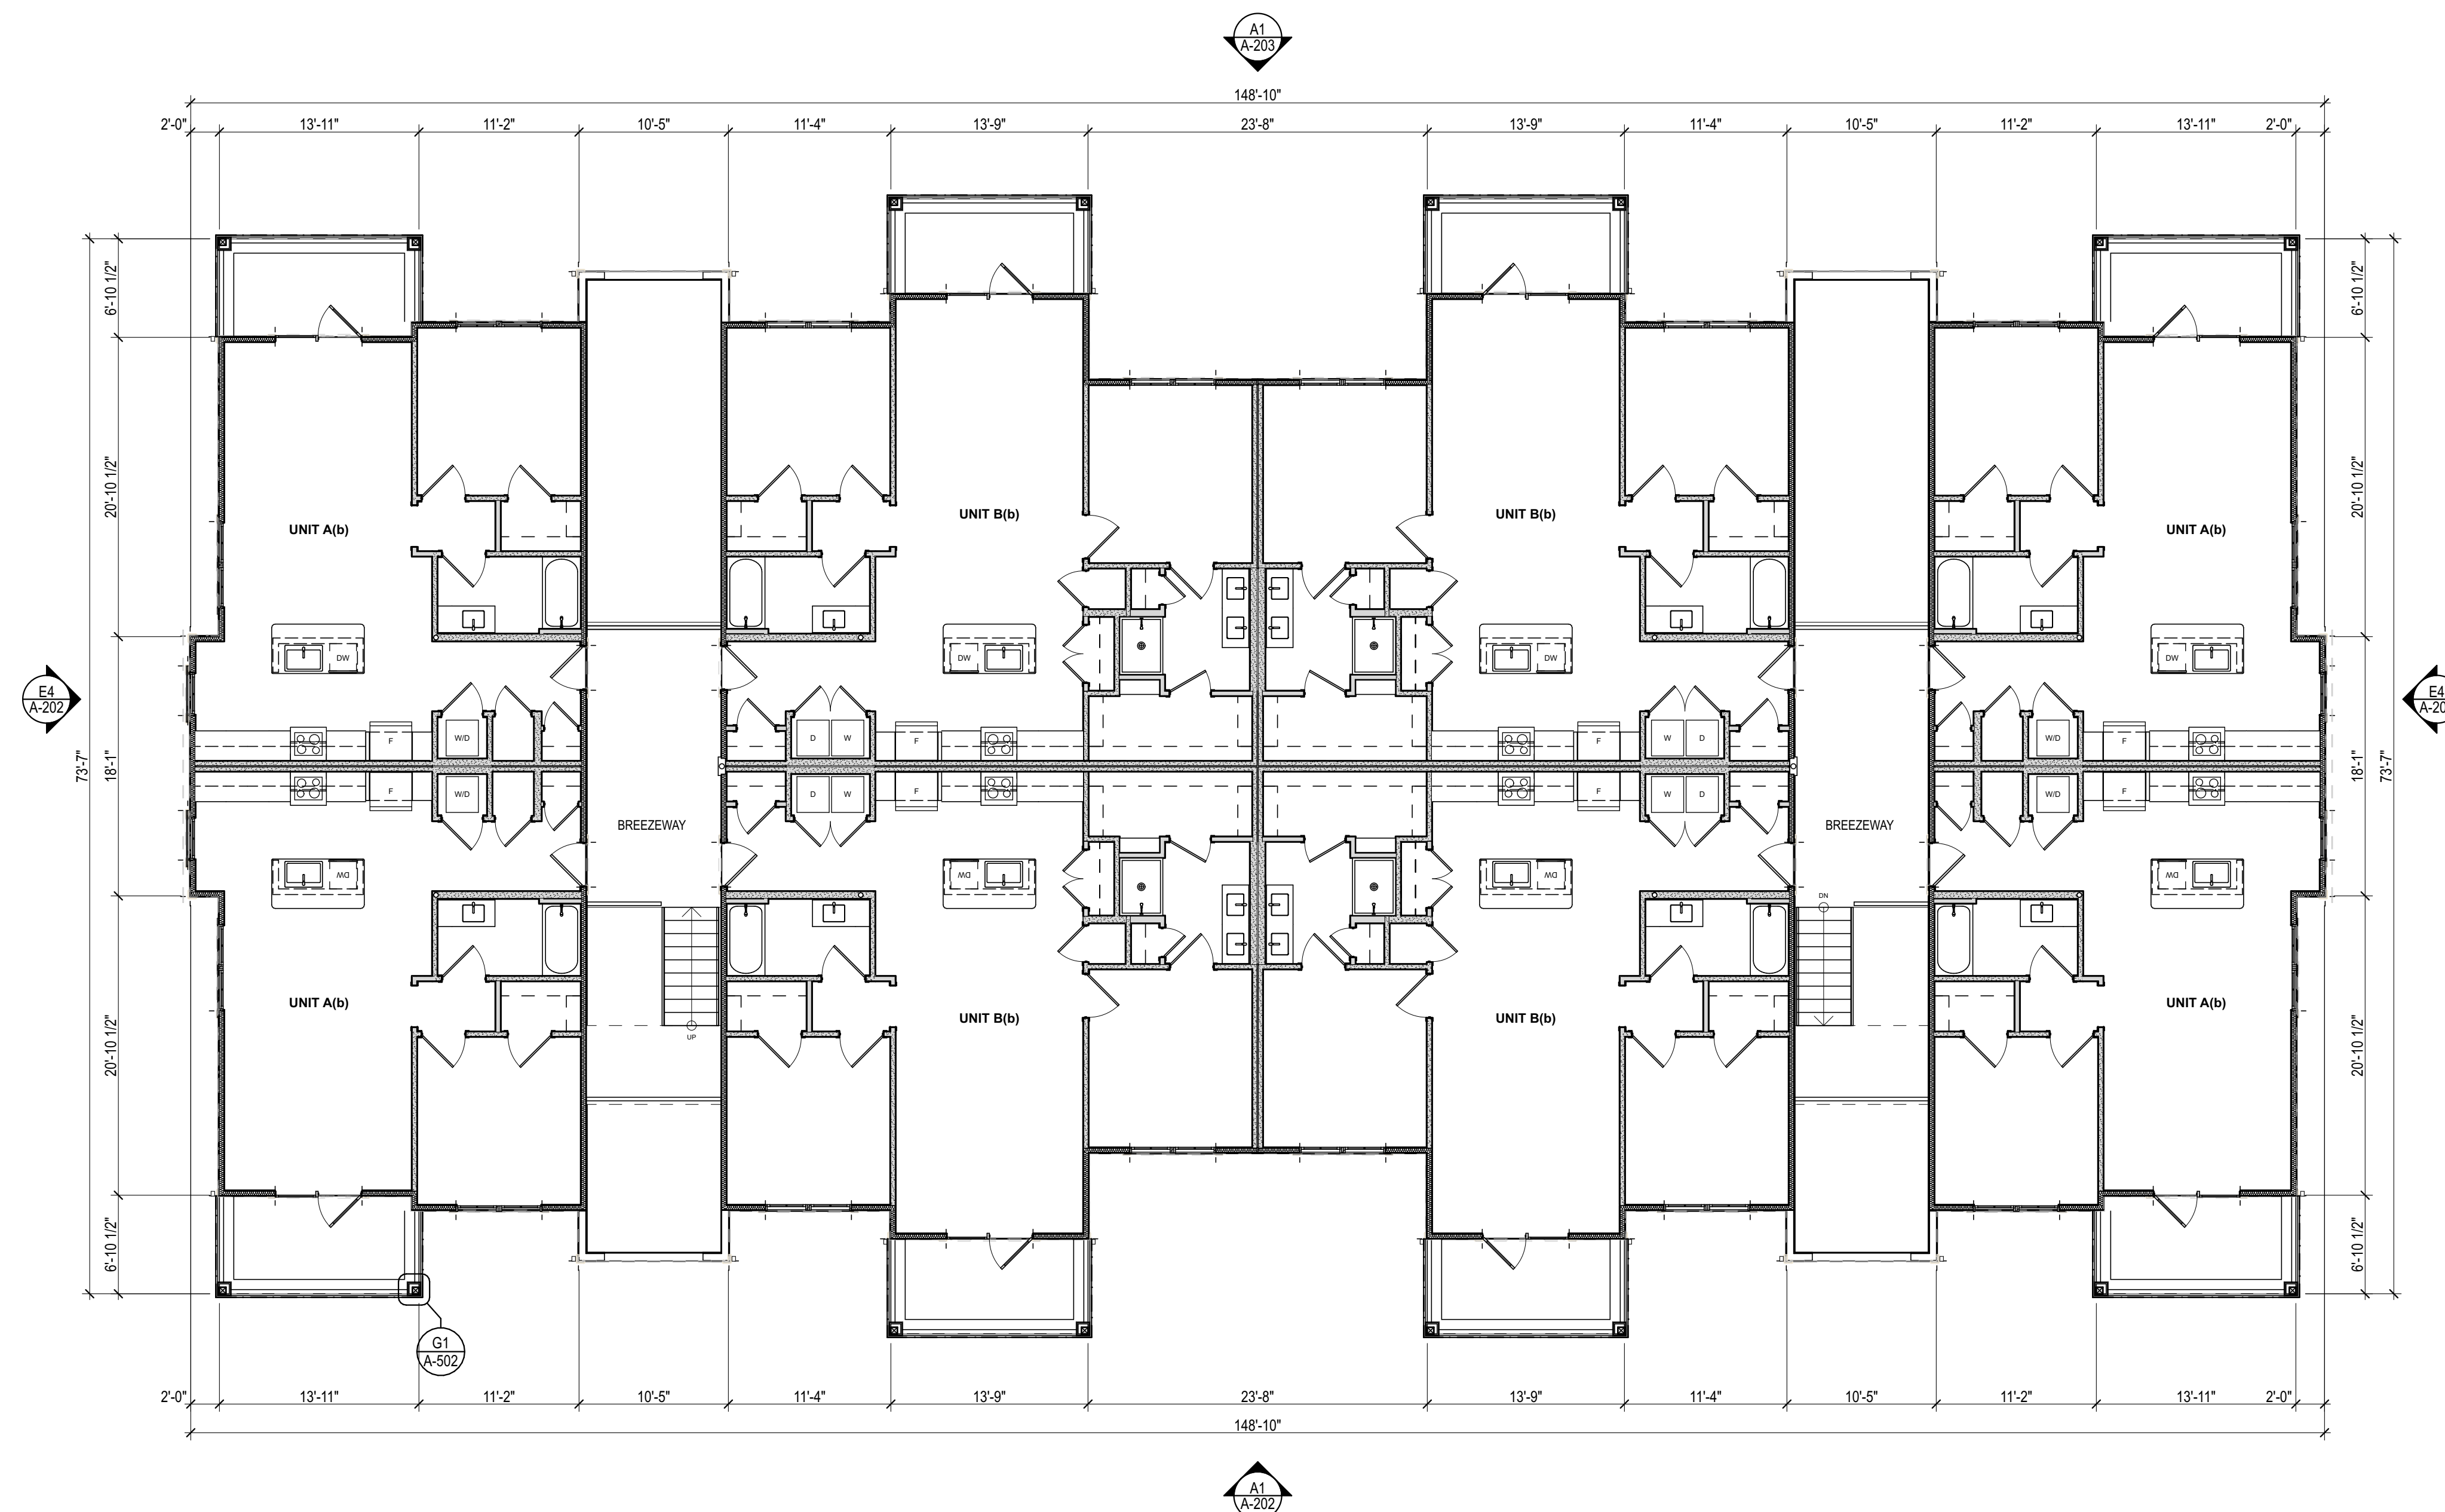 A1
A-203
148'-10"
2'-0" 13'-11" 11'-2" 10'-5" 11'-4" 13'-9" 23'-8" 13'-9" 11'-4" 10'-5" 11'-2" 13'-11" 2'-0"
6'-10 1/2" 6'-10 1/2"
20'-10 1/2" 20'-10 1/2"
UNIT B(b) UNIT B(b)
UNIT A(b) UNIT A(b)
DW DW DW DW
E4
A-202
E4
W/D D W W D W/D
F F F F
73'-7" 18'-1" 18'-1" 73'-7"
F F F F
W/D D W W D W/D
BREEZEWAY BREEZEWAY
DW DW DW DW
DN
UNIT A(b) UNIT A(b)
UNIT B(b) UNIT B(b)
UP
20'-10 1/2" 20'-10 1/2"
6'-10 1/2" 6'-10 1/2"
G1
A-502
2'-0" 13'-11" 11'-2" 10'-5" 11'-4" 13'-9" 23'-8" 13'-9" 11'-4" 10'-5" 11'-2" 13'-11" 2'-0"
148'-10"
A1
A-202